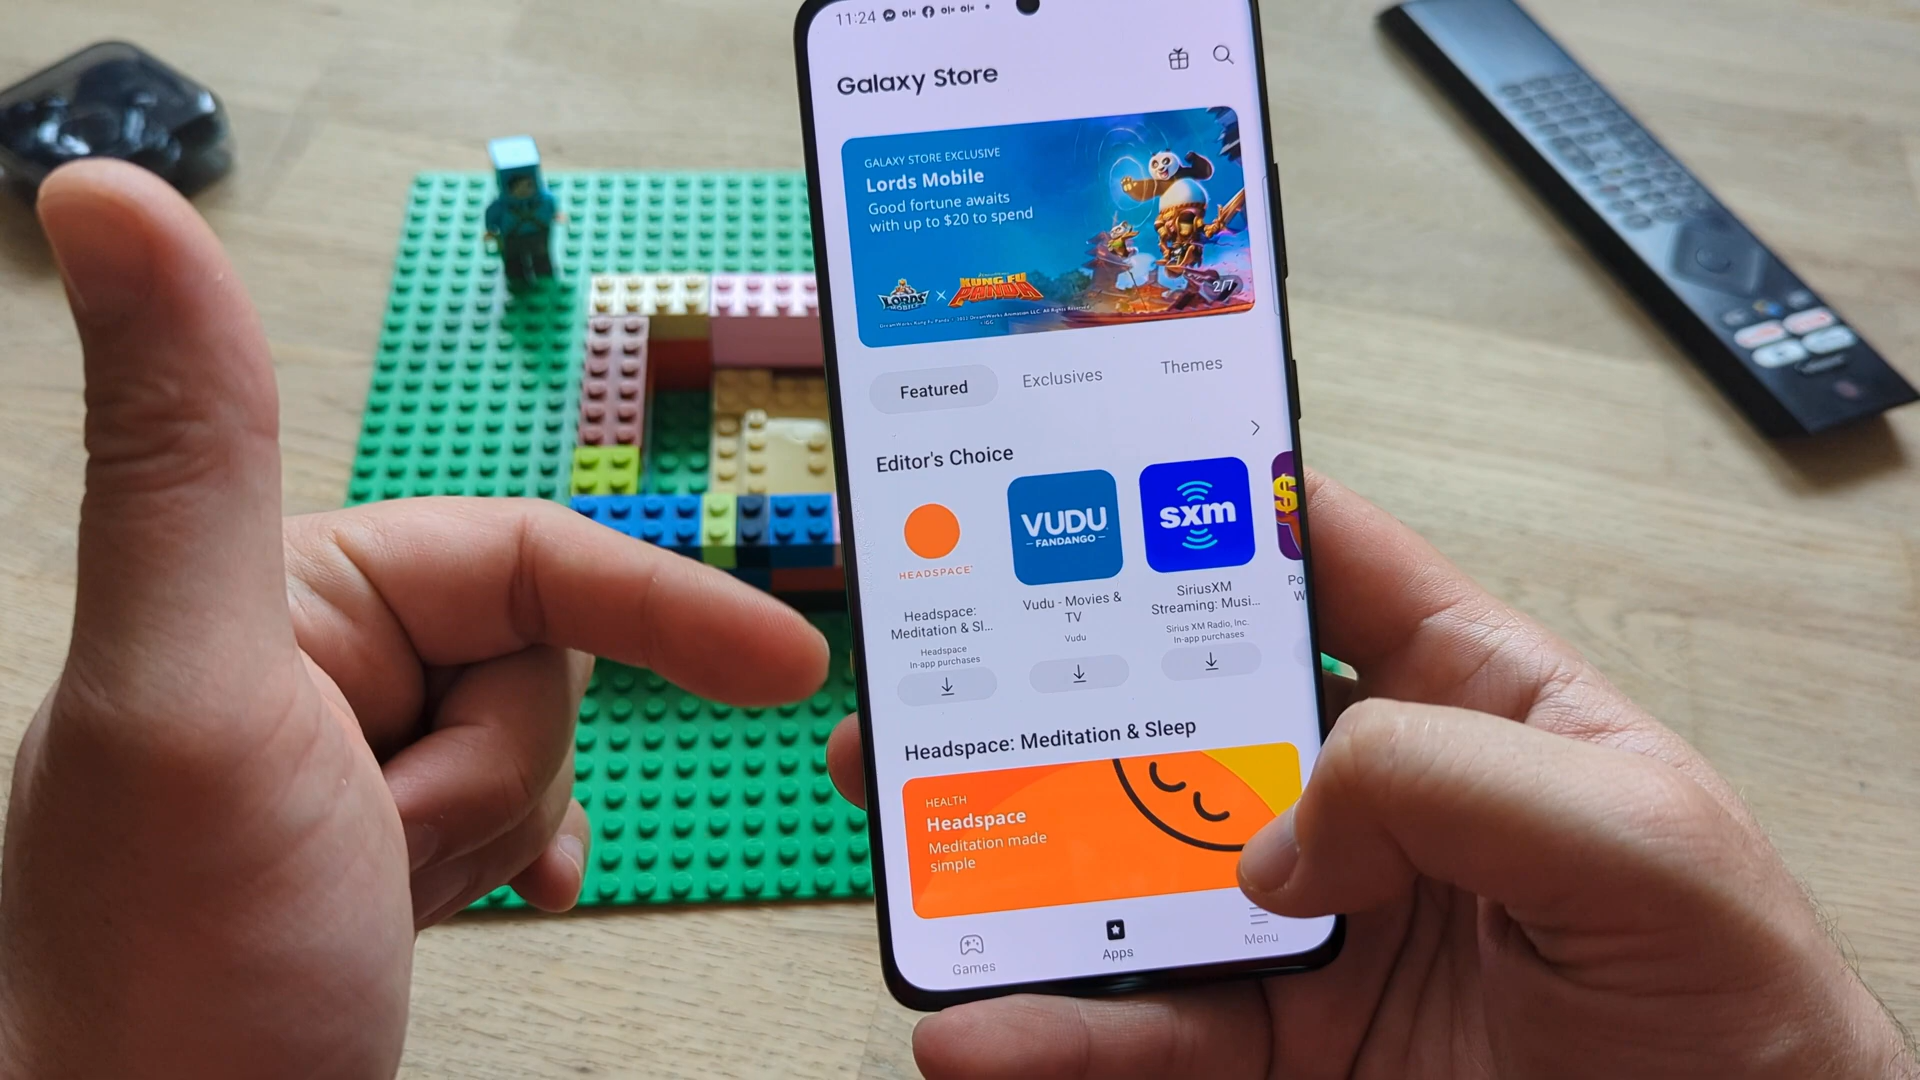 11:24
Galaxy Store
GALAXY STORE EXCLUSIVE
Lords Mobile
Good fortune awaits
with up to $20 to spend
LORDS
MOBILE
×
KUNG FU
PANDA
2/7
Featured
Exclusives
Themes
Editor's Choice
HEADSPACE
VUDU
FANDANGO
sxm
$
Headspace:
Meditation & Sl...
Headspace
In-app purchases
Vudu - Movies &
TV
Vudu
SiriusXM
Streaming: Musi...
Sirius XM Radio, Inc.
In-app purchases
Po
W
Headspace: Meditation & Sleep
HEALTH
Headspace
Meditation made
simple
Games
Apps
Menu